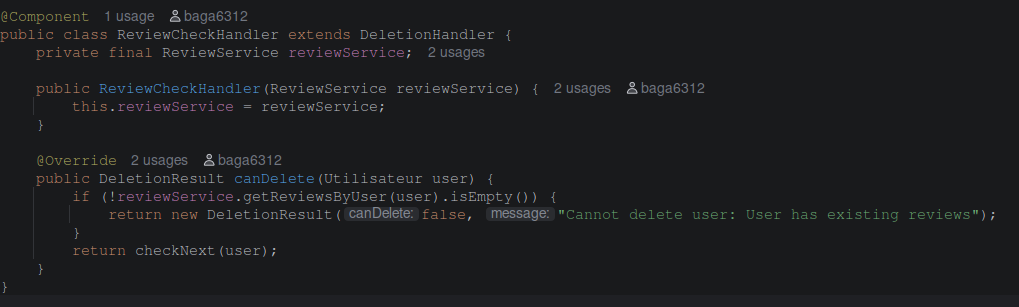 @Component 1 usage baga6312
public class ReviewCheckHandler extends DeletionHandler {
private final ReviewService reviewService; 2 usages
public ReviewCheckHandler(ReviewService reviewService) { 2 usages baga6312
this.reviewService = reviewService;
}
@Override 2 usages baga6312
public DeletionResult canDelete(Utilisateur user) {
if (!reviewService.getReviewsByUser(user).isEmpty()) {
return new DeletionResult( canDelete: false, message: "Cannot delete user: User has existing reviews");
}
return checkNext(user);
}
}